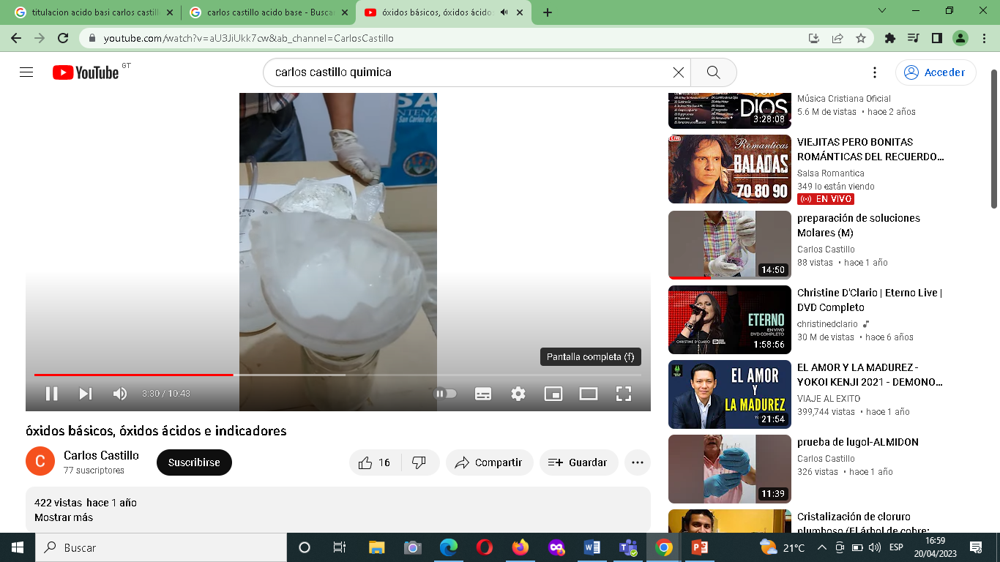 titulacion acido basi carlos castill
carlos castillo acido base - Buscar
óxidos básicos, óxidos ácidos
youtube.com/watch?v=aU3JiUkk7cw&ab_channel=CarlosCastillo
YouTube GT
carlos castillo quimica
Acceder
DIOS
3:28:08
Música Cristiana Oficial
5.6 M de vistas • hace 2 años
LIVE
Romanticas
BALADAS
70 80 90
VIEJITAS PERO BONITAS
ROMÁNTICAS DEL RECUERDO...
Salsa Romantica
349 lo están viendo
EN VIVO
14:50
preparación de soluciones
Molares (M)
Carlos Castillo
88 vistas • hace 1 año
ETERNO
EN VIVO
DVD COMPLETO
CHRISTINE D'CLARIO
1:58:56
Christine D'Clario | Eterno Live |
DVD Completo
christinedclario
30 M de vistas • hace 6 años
EL AMOR
Y
LA MADUREZ
21:54
EL AMOR Y LA MADUREZ -
YOKOI KENJI 2021 - DEMONO...
VIAJE AL EXITO
399,744 vistas • hace 1 año
11:39
prueba de lugol-ALMIDON
Carlos Castillo
326 vistas • hace 1 año
Cristalización de cloruro
plumboso (El árbol de cobre:
Pantalla completa (f)
3:30 / 10:43
óxidos básicos, óxidos ácidos e indicadores
C
Carlos Castillo
77 suscriptores
Suscribirse
16
Compartir
Guardar
422 vistas hace 1 año
Mostrar más
Buscar
21°C
ESP
16:59
20/04/2023